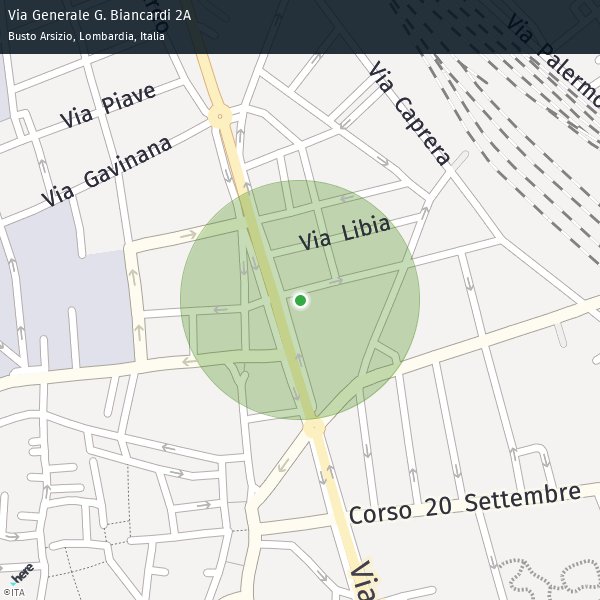 Via Generale G. Biancardi 2A
Busto Arsizio, Lombardia, Italia
Via Palermo
Via Piave
Via Caprera
Via Gavinana
Via Libia
Corso 20 Settembre
Via
here
©ITA